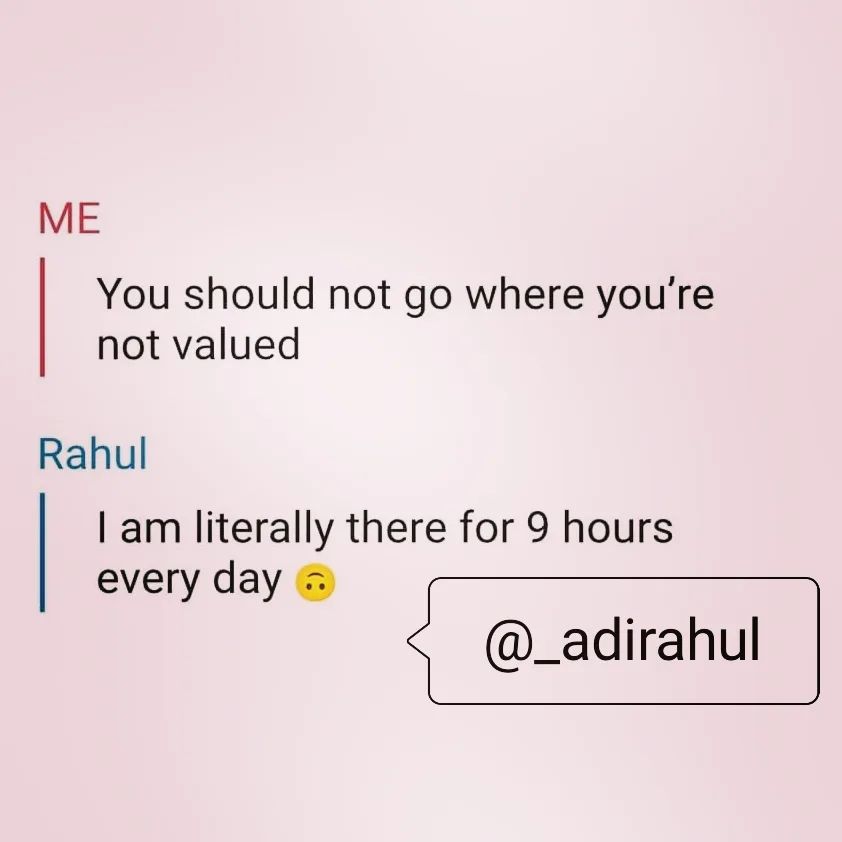 ME
You should not go where you’re
not valued
Rahul
I am literally there for 9 hours
every day 🙃
@_adirahul